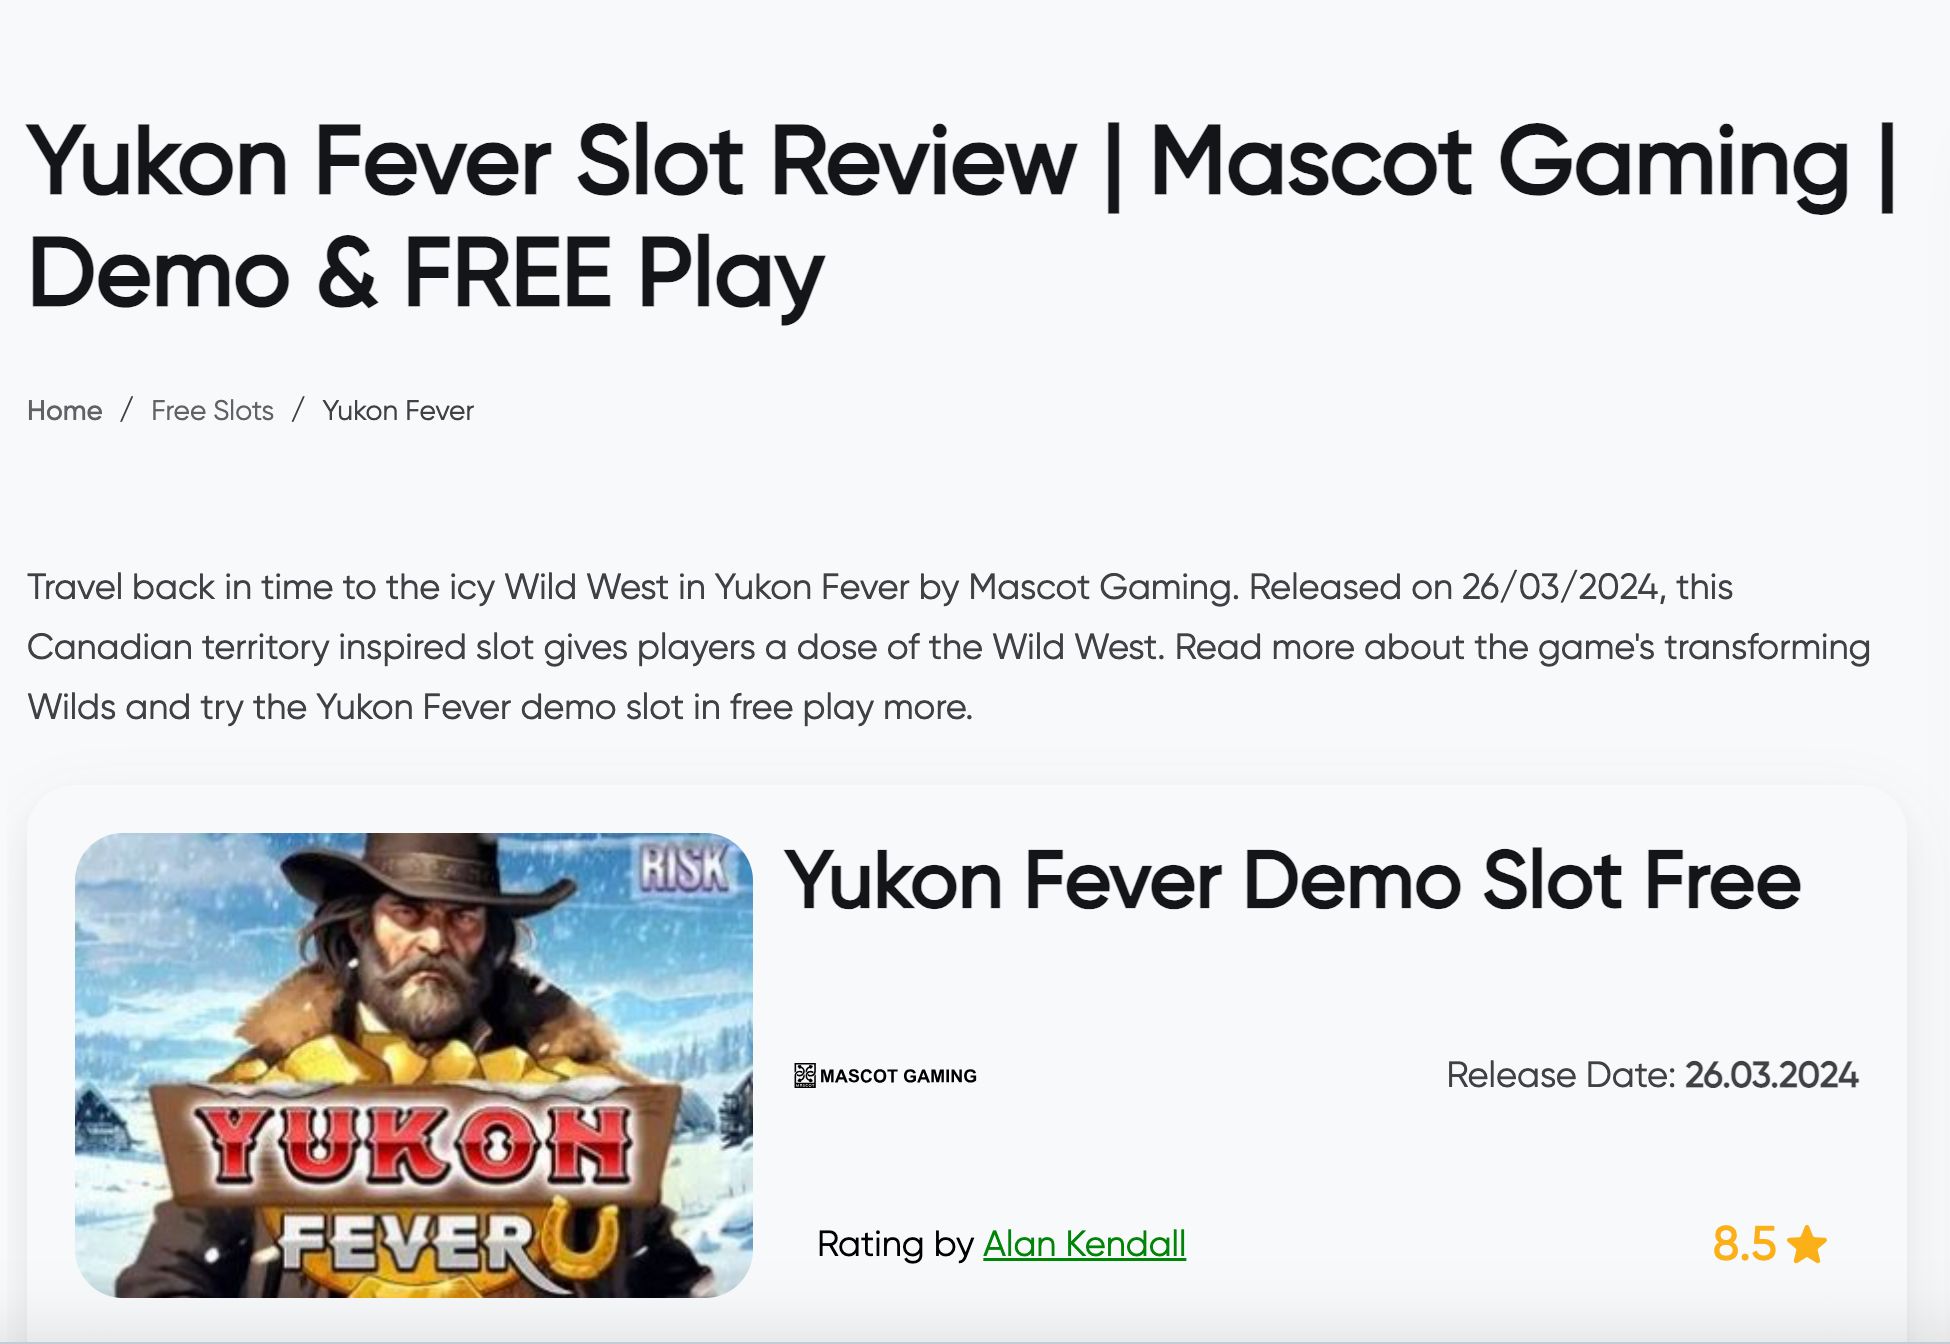 Yukon Fever Slot Review | Mascot Gaming |
Demo & FREE Play
Home / Free Slots / Yukon Fever
Travel back in time to the icy Wild West in Yukon Fever by Mascot Gaming. Released on 26/03/2024, this
Canadian territory inspired slot gives players a dose of the Wild West. Read more about the game's transforming
Wilds and try the Yukon Fever demo slot in free play more.
RISK
YUKON
FEVER
Yukon Fever Demo Slot Free
MASCOT GAMING
Release Date: 26.03.2024
Rating by Alan Kendall
8.5